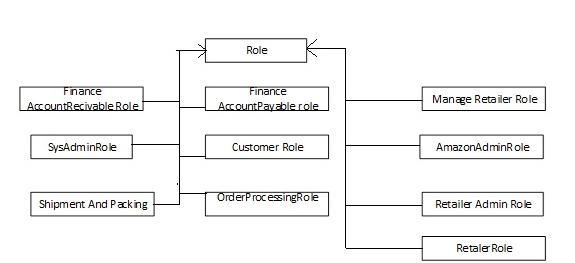 Role
Finance
AccountRecivable Role
Finance
AccountPayable role
Manage Retailer Role
SysAdminRole
Customer Role
AmazonAdminRole
Shipment And Packing
OrderProcessingRole
Retailer Admin Role
RetalerRole